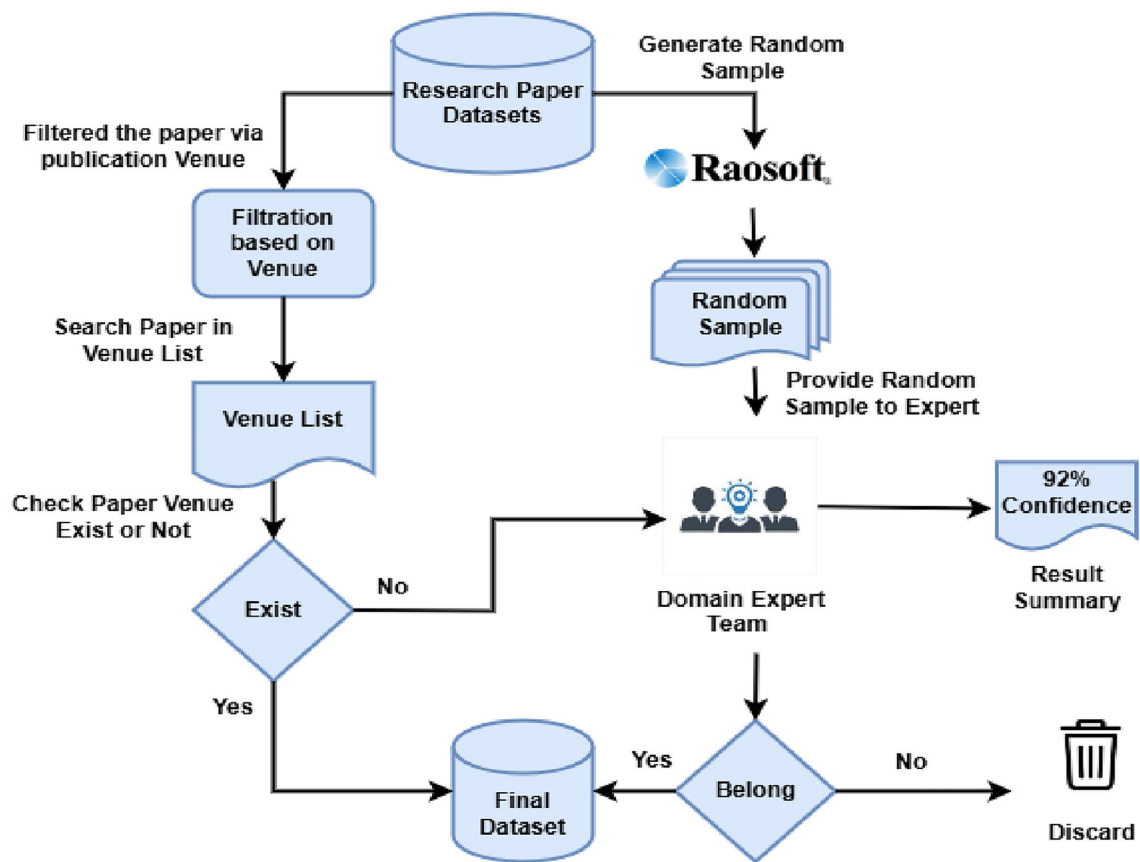 Generate Random
Sample
Research Paper
Datasets
Filtered the paper via
publication Venue
Raosoft
Filtration
based on
Venue
Random
Sample
Search Paper in
Venue List
Provide Random
Sample to Expert
Venue List
92%
Confidence
Check Paper Venue
Exist or Not
No
Exist
Domain Expert
Team
Result
Summary
Yes
Yes
No
Belong
Final
Dataset
Discard